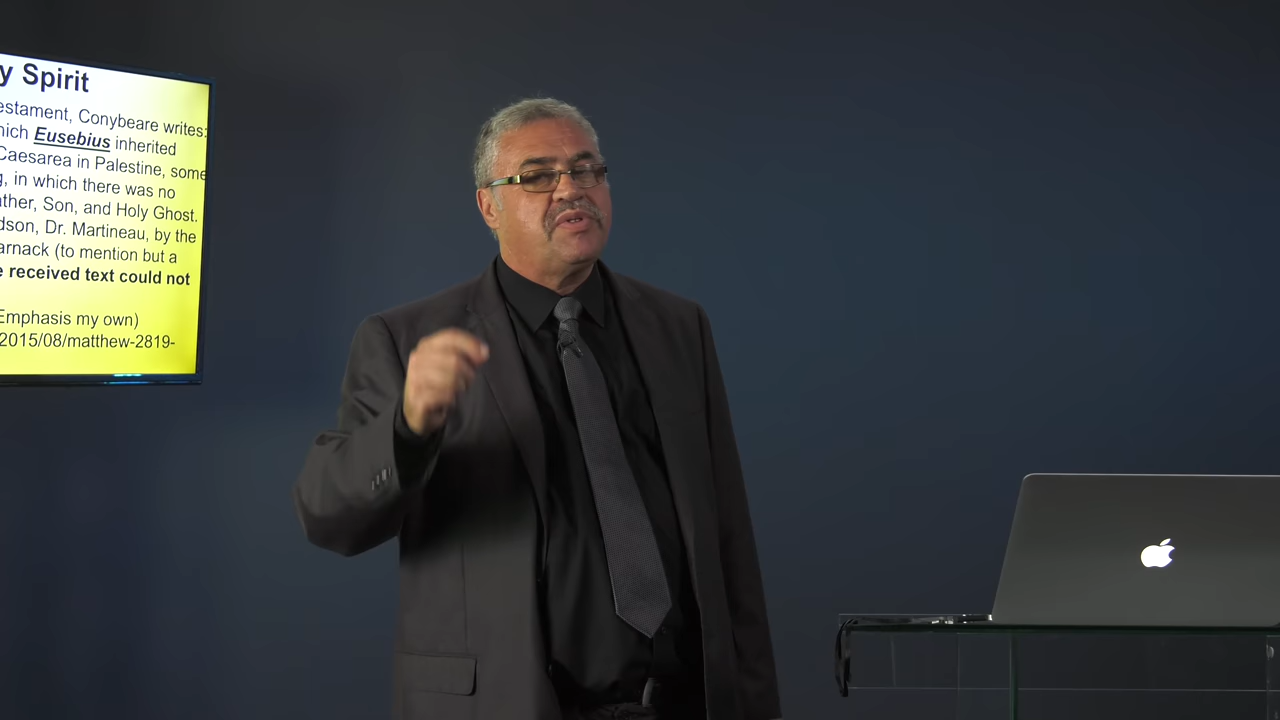 y Spirit
estament, Conybeare writes:
hich Eusebius inherited
Caesarea in Palestine, some
g, in which there was no
ather, Son, and Holy Ghost.
dson, Dr. Martineau, by the
arnack (to mention but a
e received text could not
Emphasis my own)
2015/08/matthew-2819-